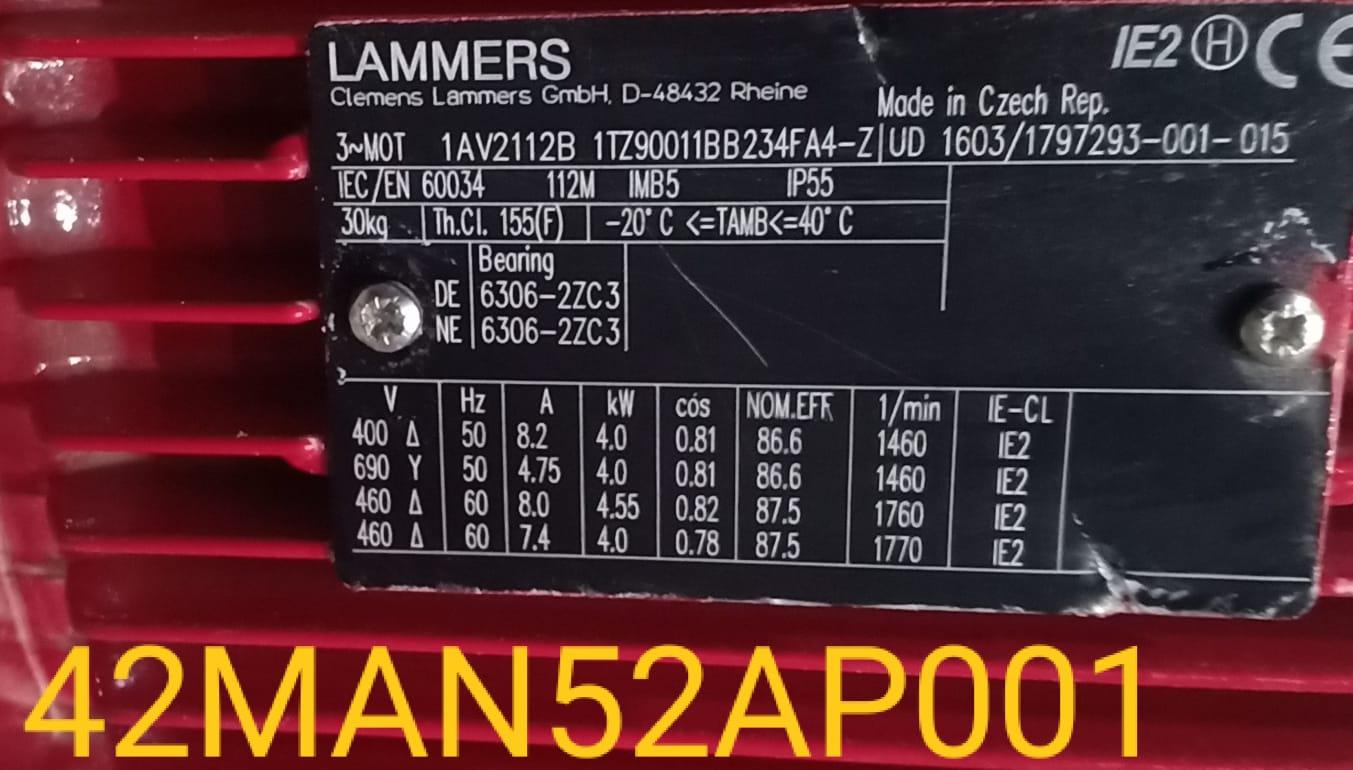 LAMMERS
IE2 H CE
Clemens Lammers GmbH, D-48432 Rheine
Made in Czech Rep.
3~MOT 1AV2112B 1TZ90011BB234FA4-Z UD 1603/1797293-001-015
IEC/EN 60034 112M IMB5 IP55
30kg Th.Cl. 155(F) -20°C <=TAMB<=40°C
Bearing
DE 6306-2ZC3
NE 6306-2ZC3
V Hz A kW cos NOM.EFF 1/min IE-CL
400 Δ 50 8.2 4.0 0.81 86.6 1460 IE2
690 Y 50 4.75 4.0 0.81 86.6 1460 IE2
460 Δ 60 8.0 4.55 0.82 87.5 1760 IE2
460 Δ 60 7.4 4.0 0.78 87.5 1770 IE2
42MAN52AP001